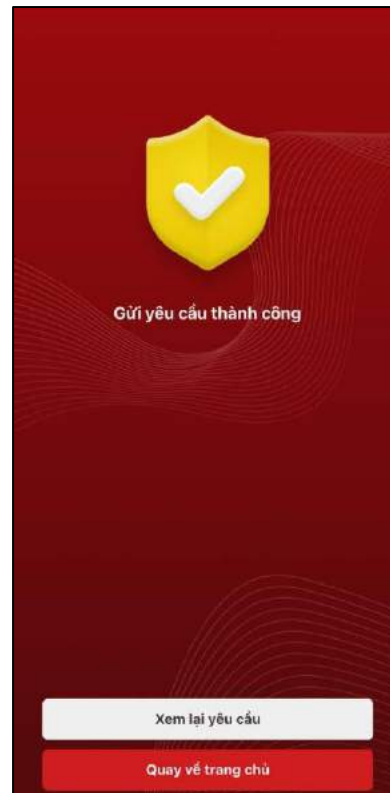 Gửi yêu cầu thành công
Xem lại yêu cầu
Quay về trang chủ